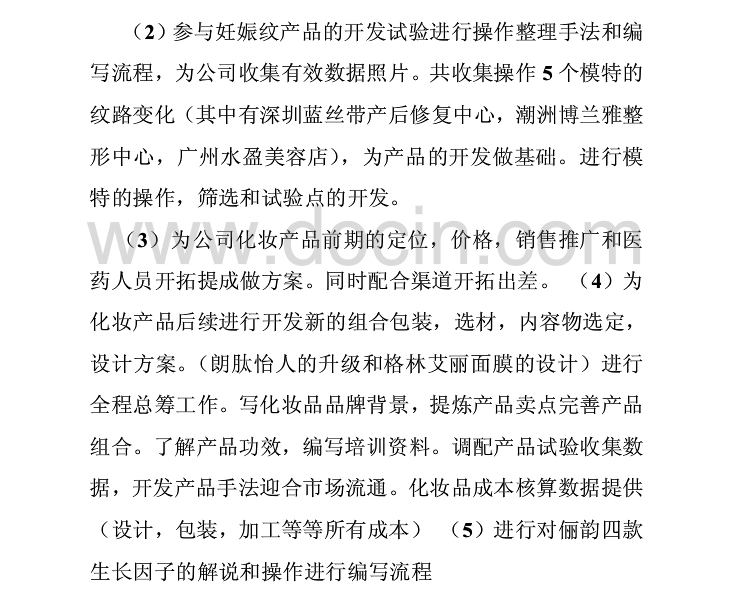 （2）参与妊娠纹产品的开发试验进行操作整理手法和编
写流程，为公司收集有效数据照片。共收集操作 5 个模特的
纹路变化（其中有深圳蓝丝带产后修复中心，潮洲博兰雅整
形中心，广州水盈美容店），为产品的开发做基础。进行模
特的操作，筛选和试验点的开发。
www.docin.com
（3）为公司化妆产品前期的定位，价格，销售推广和医
药人员开拓提成做方案。同时配合渠道开拓出差。 （4）为
化妆产品后续进行开发新的组合包装，选材，内容物选定，
设计方案。（朗肽怡人的升级和格林艾丽面膜的设计）进行
全程总筹工作。写化妆品品牌背景，提炼产品卖点完善产品
组合。了解产品功效，编写培训资料。调配产品试验收集数
据，开发产品手法迎合市场流通。化妆品成本核算数据提供
（设计，包装，加工等等所有成本） （5）进行对俪韵四款
生长因子的解说和操作进行编写流程